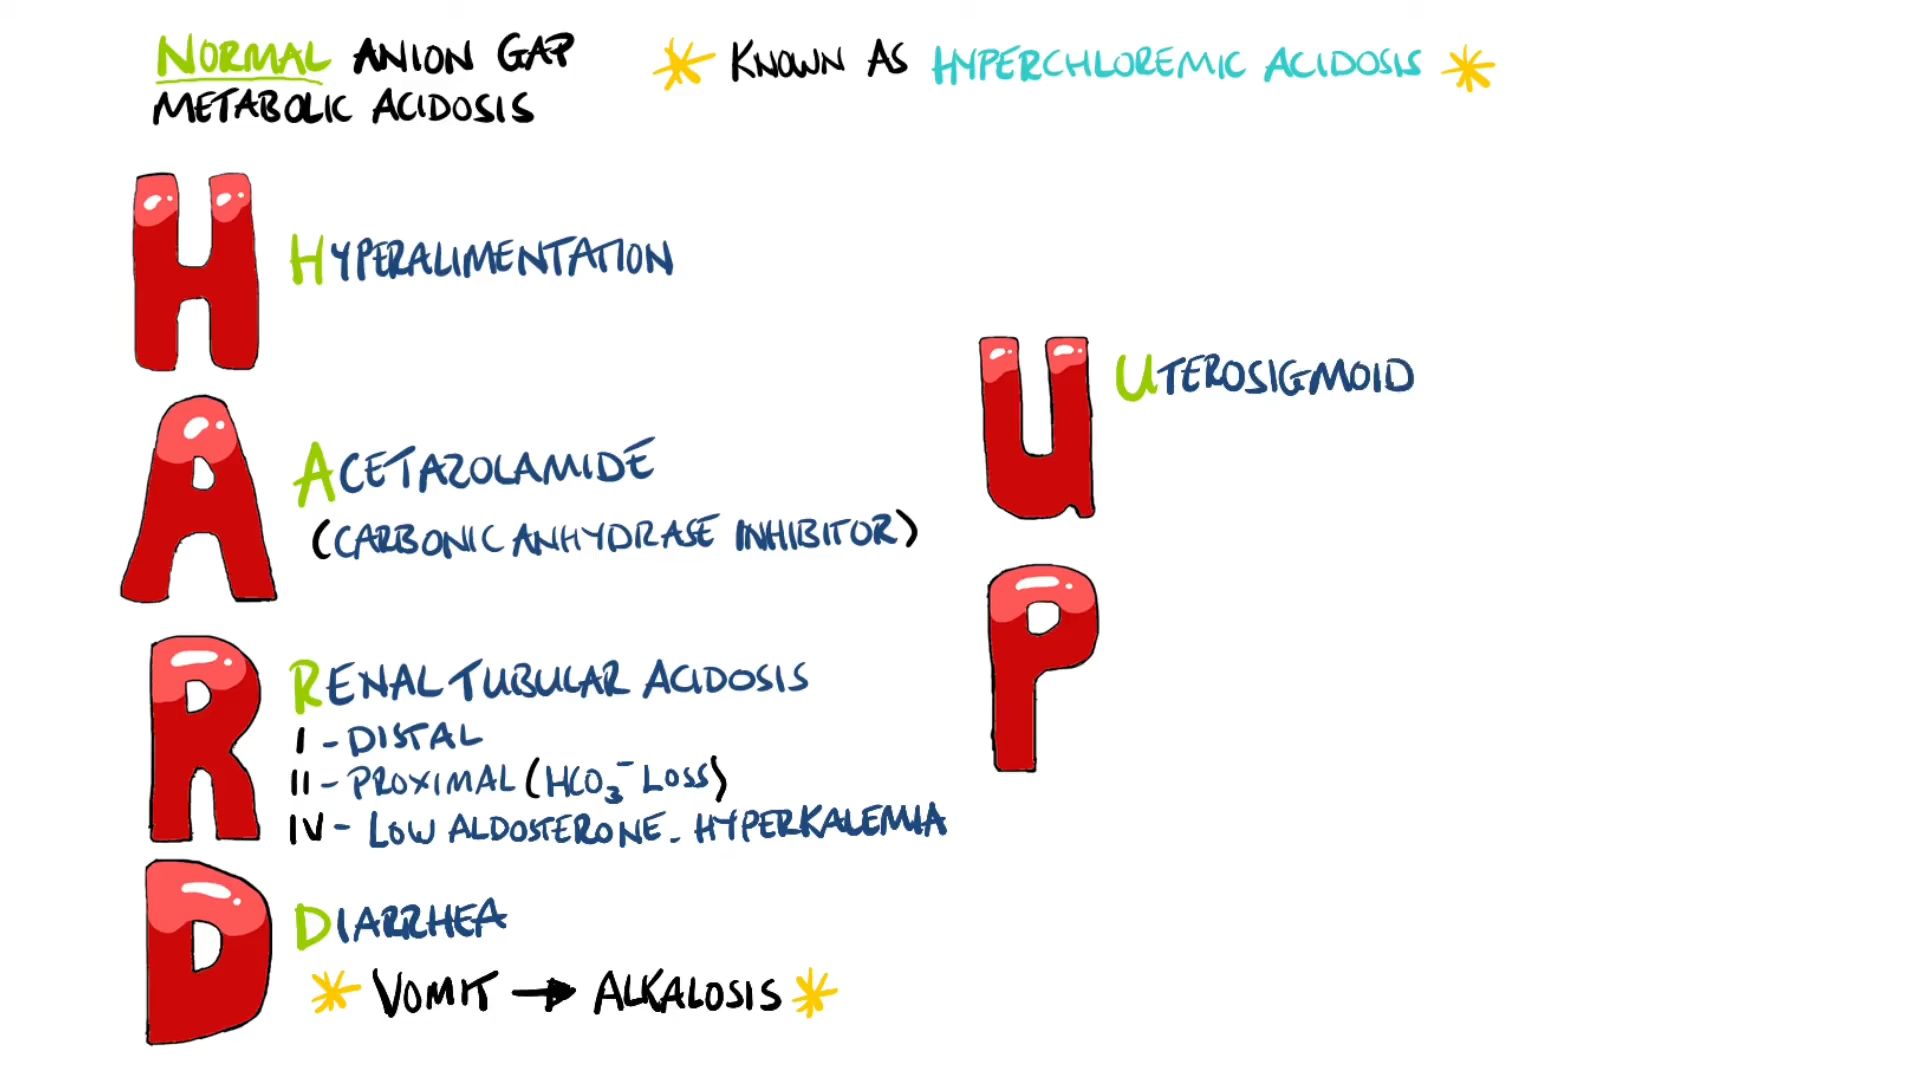 NORMAL ANION GAP
METABOLIC ACIDOSIS
KNOWN AS HYPERCHLOREMIC ACIDOSIS
H
HYPERALIMENTATION
A
ACETAZOLAMIDE
(CARBONIC ANHYDRASE INHIBITOR)
R
RENAL TUBULAR ACIDOSIS
I - DISTAL
II - PROXIMAL (HCO₃⁻ LOSS)
IV - LOW ALDOSTERONE - HYPERKALEMIA
D
DIARRHEA
VOMIT → ALKALOSIS
U
UTEROSIGMOID
P